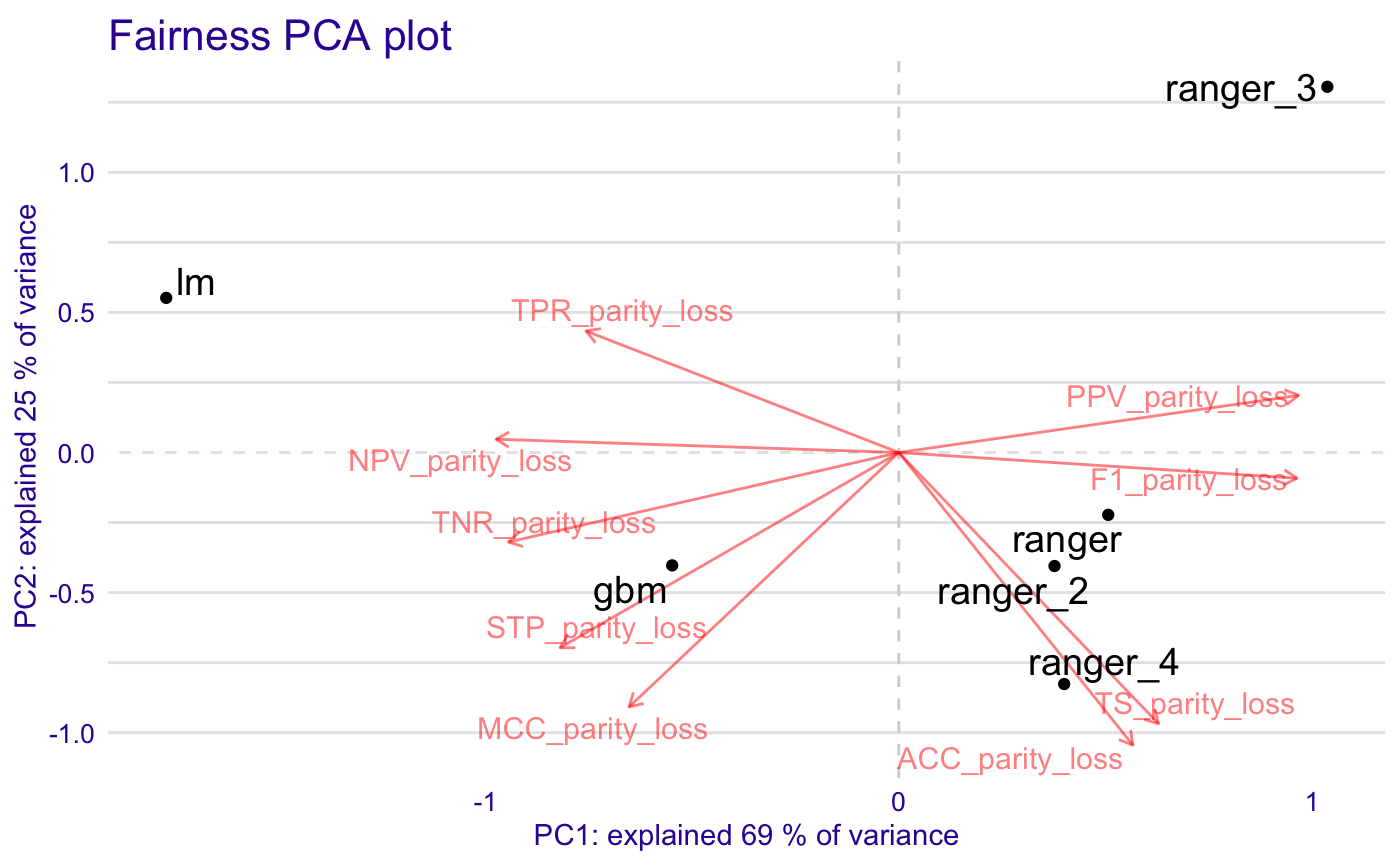 Fairness PCA plot
ranger_3
1.0
lm
0.5
TPR_parity_loss
PPV_parity_loss
0.0
NPV_parity_loss
F1_parity_loss
TNR_parity_loss
ranger
-0.5
gbm
ranger_2
STP_parity_loss
ranger_4
TS_parity_loss
MCC_parity_loss
-1.0
ACC_parity_loss
PC2: explained 25 % of variance
-1
0
1
PC1: explained 69 % of variance